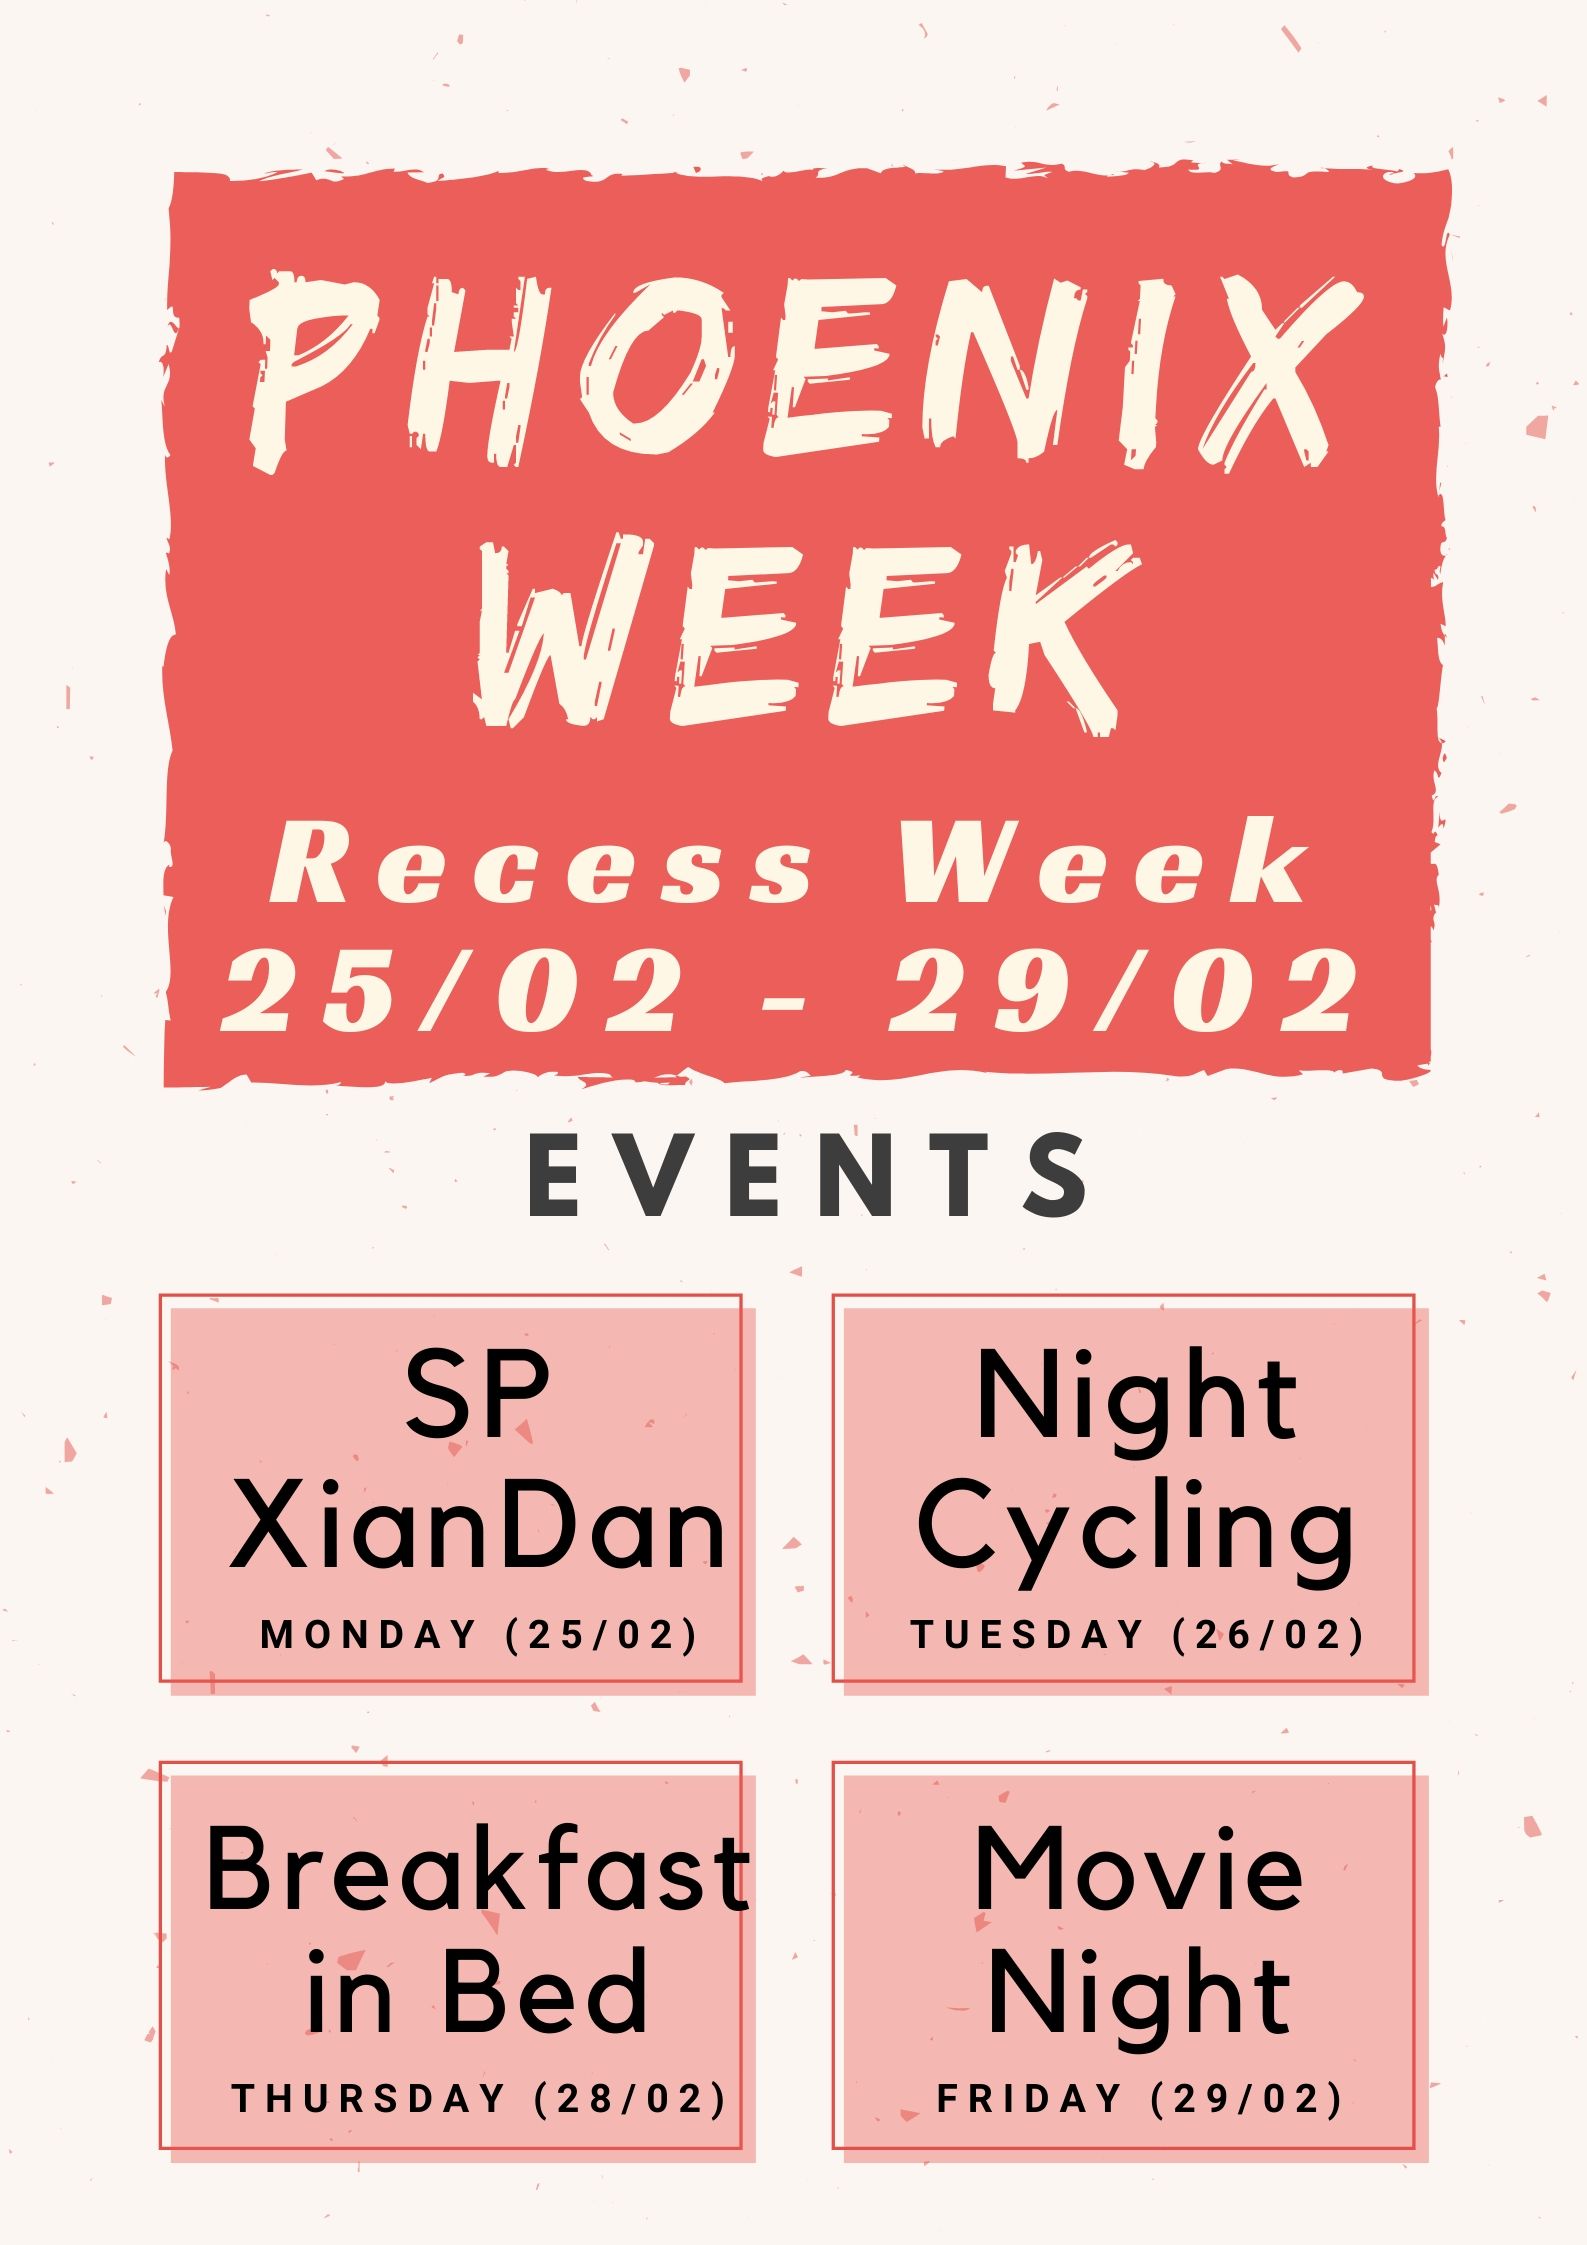 PHOENIX
WEEK
Recess Week
25/02 - 29/02
EVENTS
SP
XianDan
MONDAY (25/02)
Night
Cycling
TUESDAY (26/02)
Breakfast
in Bed
THURSDAY (28/02)
Movie
Night
FRIDAY (29/02)